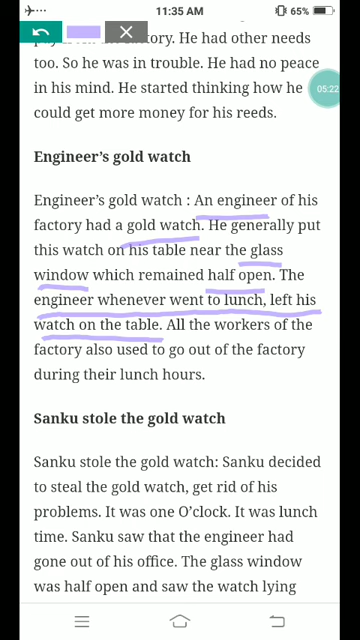 11:35 AM
65%
factory. He had other needs
too. So he was in trouble. He had no peace
in his mind. He started thinking how he
could get more money for his reeds.
05:22
Engineer's gold watch
Engineer's gold watch : An engineer of his
factory had a gold watch. He generally put
this watch on his table near the glass
window which remained half open. The
engineer whenever went to lunch, left his
watch on the table. All the workers of the
factory also used to go out of the factory
during their lunch hours.
Sanku stole the gold watch
Sanku stole the gold watch: Sanku decided
to steal the gold watch, get rid of his
problems. It was one O'clock. It was lunch
time. Sanku saw that the engineer had
gone out of his office. The glass window
was half open and saw the watch lying